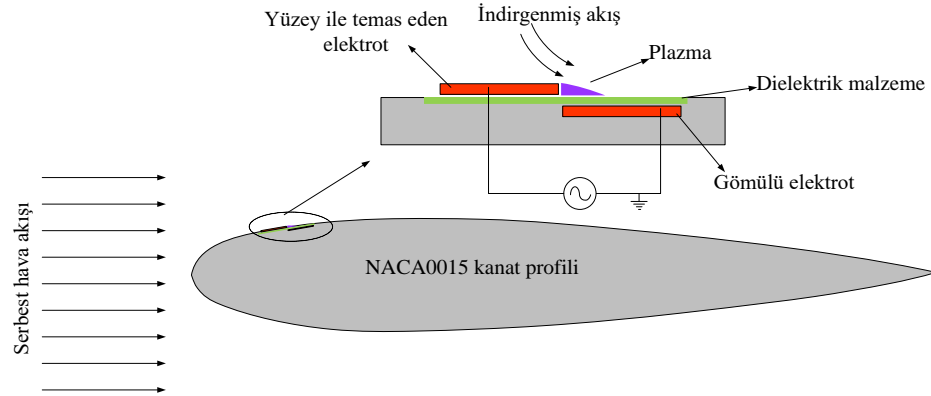 Yüzey ile temas eden
elektrot
İndirgenmiş akış
Plazma
Dielektrik malzeme
Gömülü elektrot
Serbest hava akışı
NACA0015 kanat profili